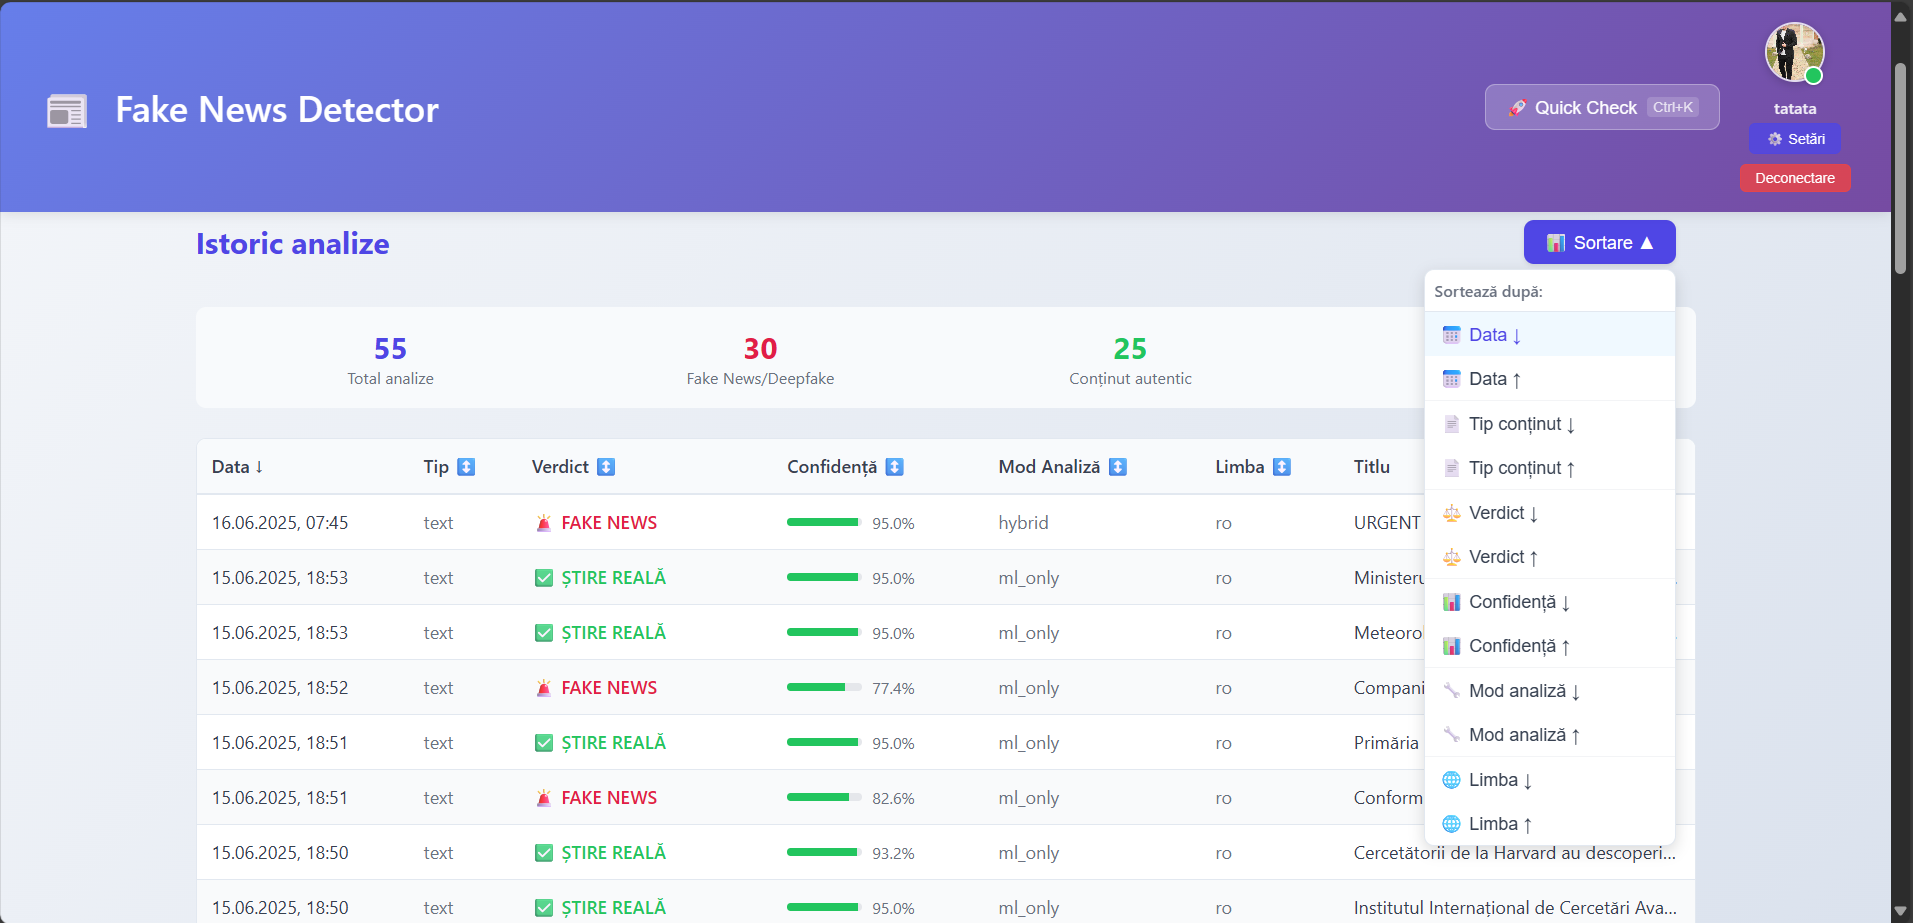 Fake News Detector
Quick Check Ctrl+K
tatata
Setări
Deconectare
Istoric analize
Sortare ▲
Sortează după:
Data ↓
Data ↑
Tip conținut ↓
Tip conținut ↑
Verdict ↓
Verdict ↑
Confidență ↓
Confidență ↑
Mod analiză ↓
Mod analiză ↑
Limba ↓
Limba ↑
55 30 25
Total analize Fake News/Deepfake Conținut autentic
Data ↓ Tip Verdict Confidență Mod Analiză Limba Titlu
16.06.2025, 07:45 text FAKE NEWS 95.0% hybrid ro URGENT
15.06.2025, 18:53 text ȘTIRE REALĂ 95.0% ml_only ro Ministeru
15.06.2025, 18:53 text ȘTIRE REALĂ 95.0% ml_only ro Meteorol
15.06.2025, 18:52 text FAKE NEWS 77.4% ml_only ro Compani
15.06.2025, 18:51 text ȘTIRE REALĂ 95.0% ml_only ro Primăria
15.06.2025, 18:51 text FAKE NEWS 82.6% ml_only ro Conform
15.06.2025, 18:50 text ȘTIRE REALĂ 93.2% ml_only ro Cercetătorii de la Harvard au descoperi...
15.06.2025, 18:50 text ȘTIRE REALĂ 95.0% ml_only ro Institutul Internațional de Cercetări Ava...